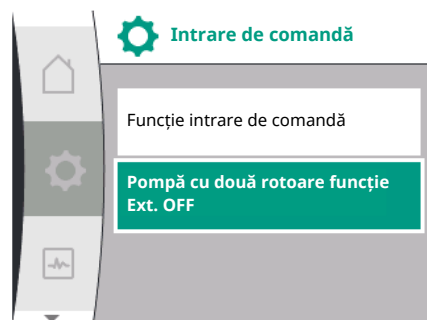 Intrare de comandă
Funcție intrare de comandă
Pompă cu două rotoare funcție
Ext. OFF